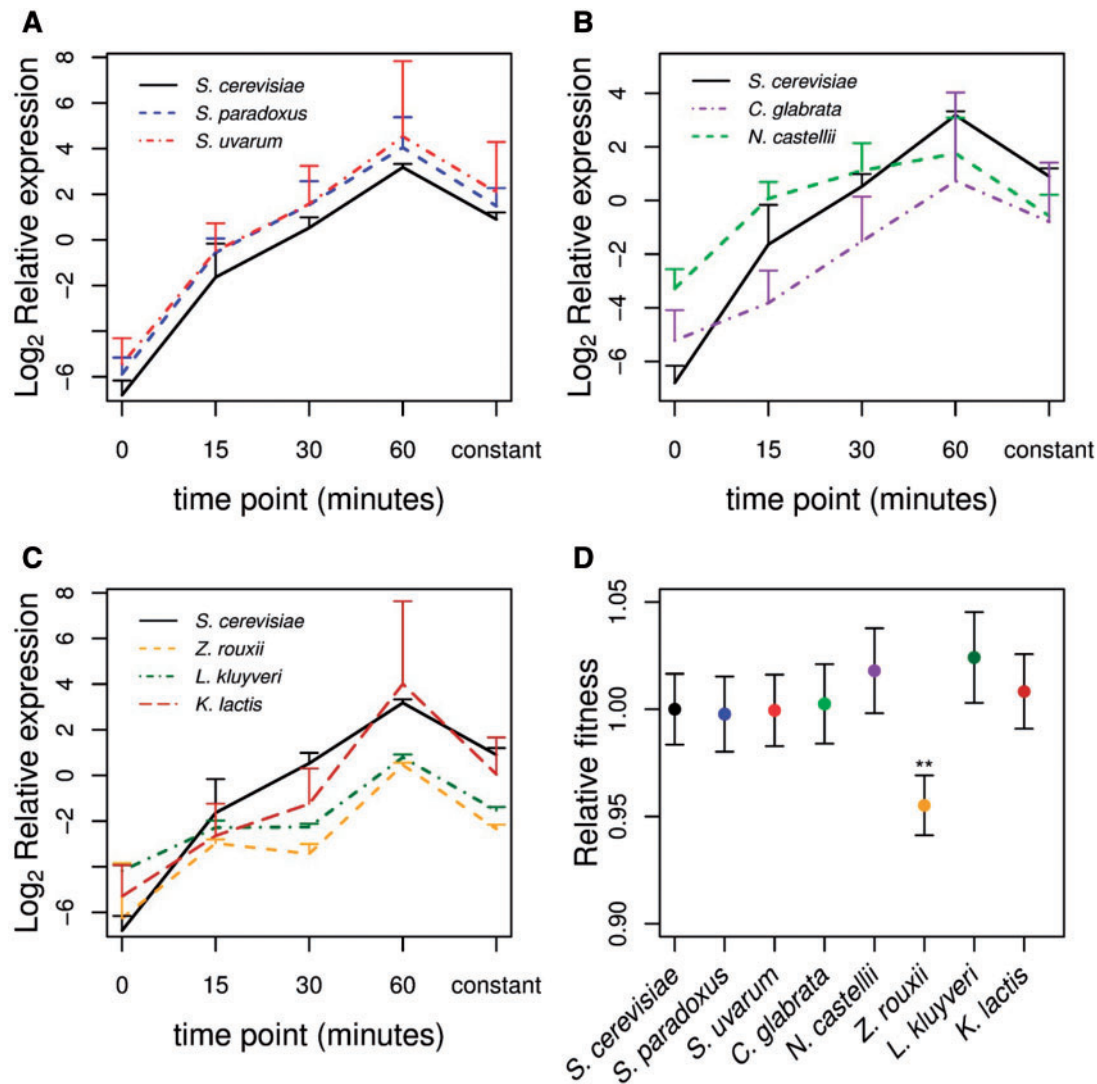 A
Log2 Relative expression
8
6
4
2
0
−2
−6
S. cerevisiae
S. paradoxus
S. uvarum
0 15 30 60 constant
time point (minutes)
B
Log2 Relative expression
4
2
0
−2
−4
−6
S. cerevisiae
C. glabrata
N. castellii
0 15 30 60 constant
time point (minutes)
C
Log2 Relative expression
8
6
4
2
0
−2
−6
S. cerevisiae
Z. rouxii
L. kluyveri
K. lactis
0 15 30 60 constant
time point (minutes)
D
Relative fitness
1.05
1.00
0.95
0.90
**
S. cerevisiae
S. paradoxus
S. uvarum
C. glabrata
N. castellii
Z. rouxii
L. kluyveri
K. lactis